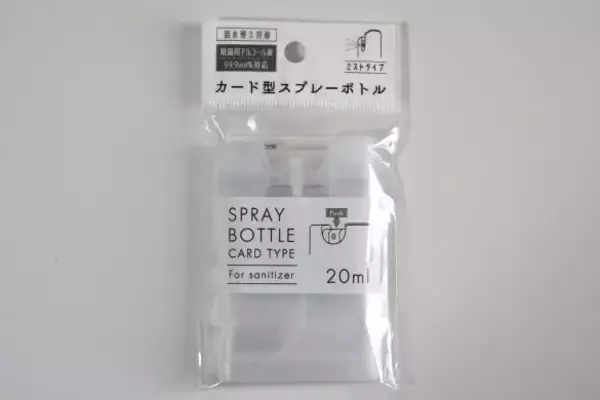 詰め替え容器
除菌用アルコール液
99.9vol%対応
ミストタイプ
カード型スプレーボトル
SPRAY
BOTTLE
CARD TYPE
For sanitizer
Push
20ml